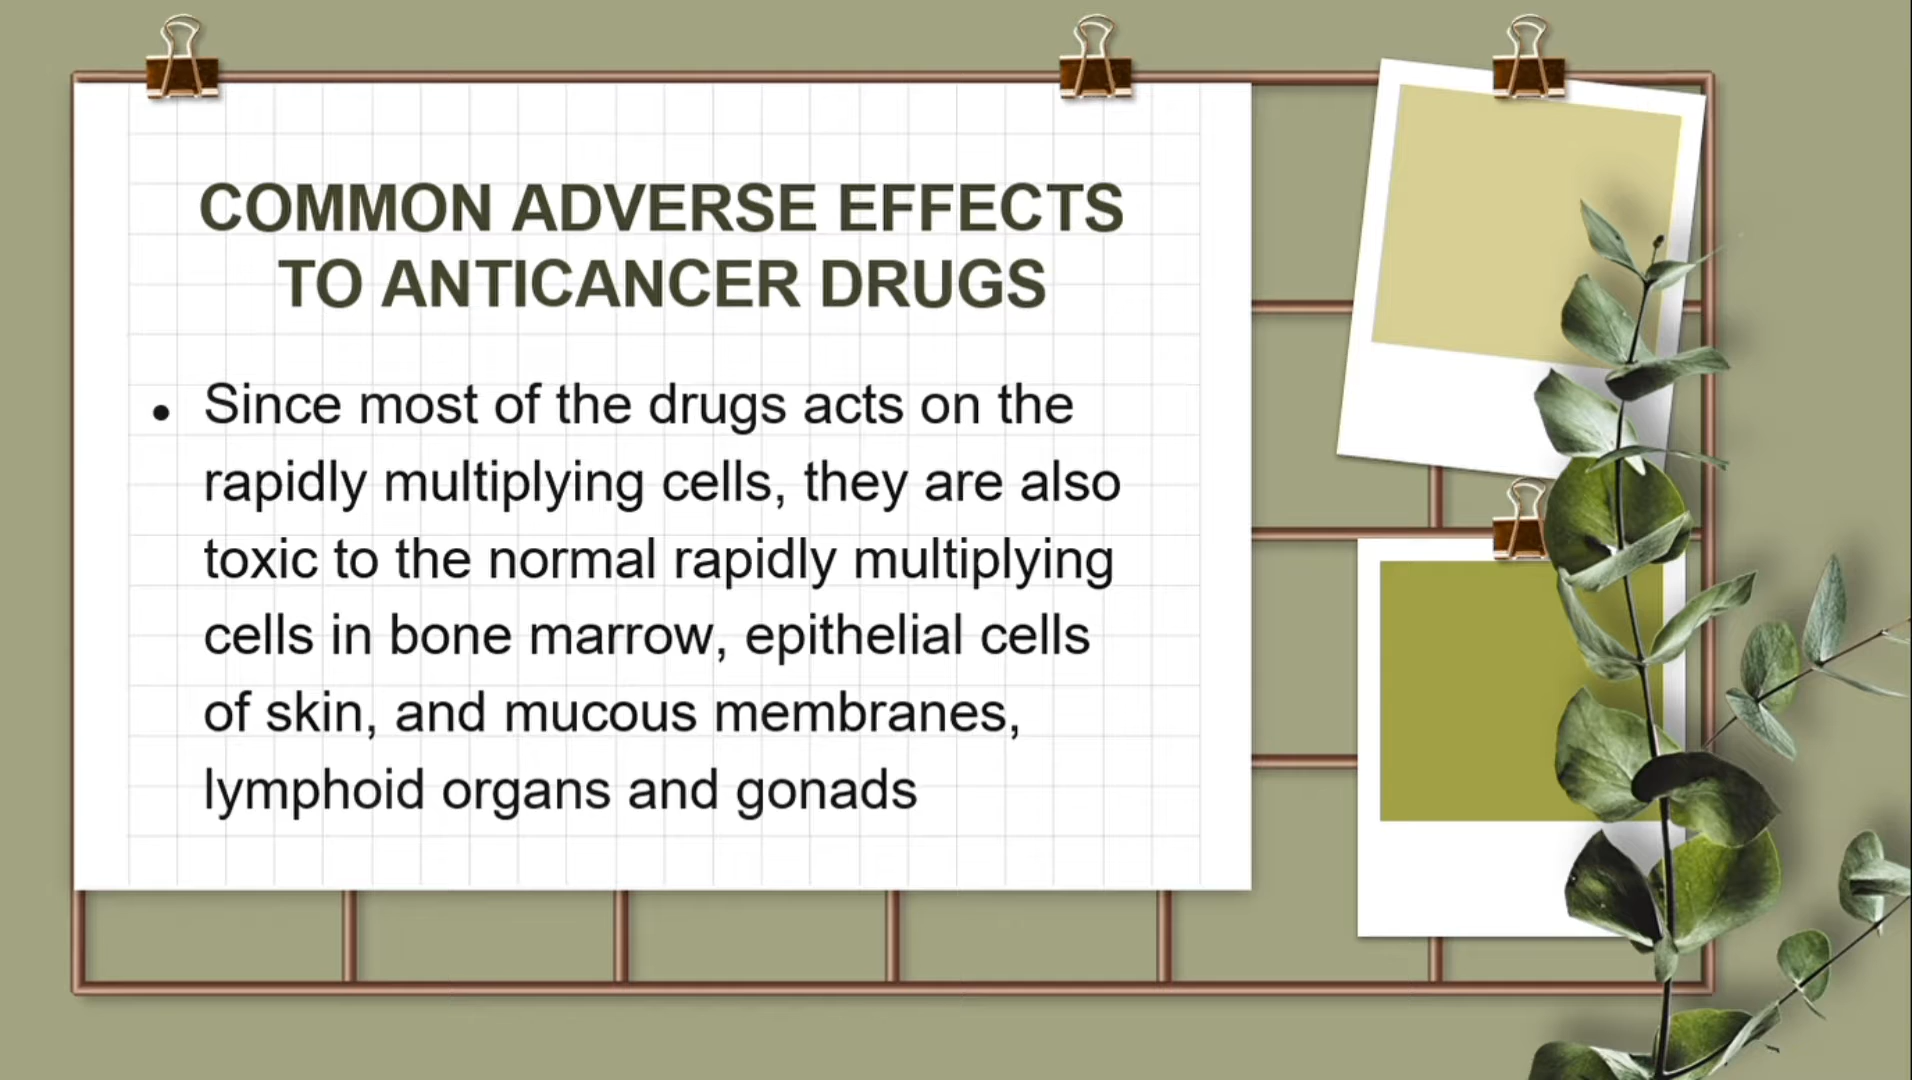 COMMON ADVERSE EFFECTS
TO ANTICANCER DRUGS
• Since most of the drugs acts on the
rapidly multiplying cells, they are also
toxic to the normal rapidly multiplying
cells in bone marrow, epithelial cells
of skin, and mucous membranes,
lymphoid organs and gonads